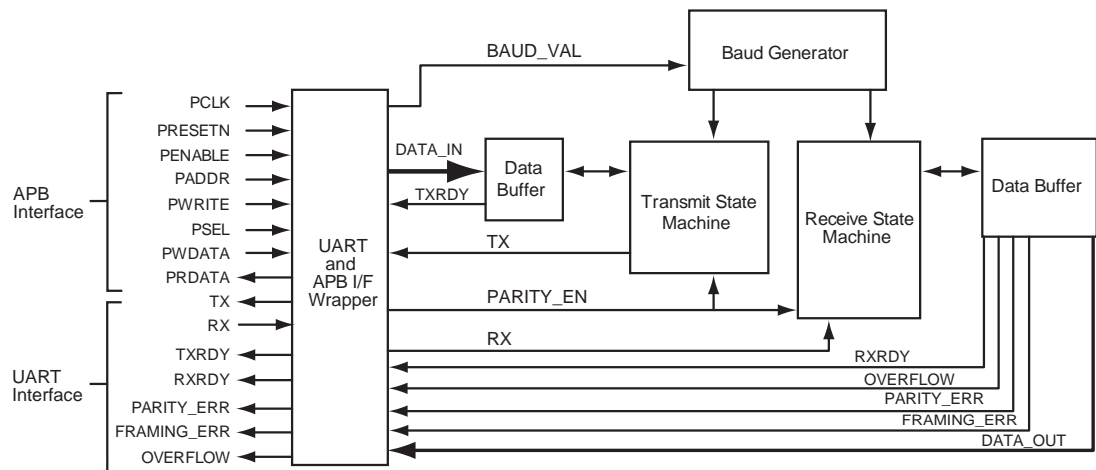 BAUD_VAL
Baud Generator
APB
Interface
PCLK
PRESETN
PENABLE
PADDR
PWRITE
PSEL
PWDATA
PRDATA
UART
Interface
TX
RX
TXRDY
RXRDY
PARITY_ERR
FRAMING_ERR
OVERFLOW
UART
and
APB I/F
Wrapper
DATA_IN
TXRDY
Data
Buffer
TX
Transmit State
Machine
PARITY_EN
RX
Receive State
Machine
Data Buffer
RXRDY
OVERFLOW
PARITY_ERR
FRAMING_ERR
DATA_OUT